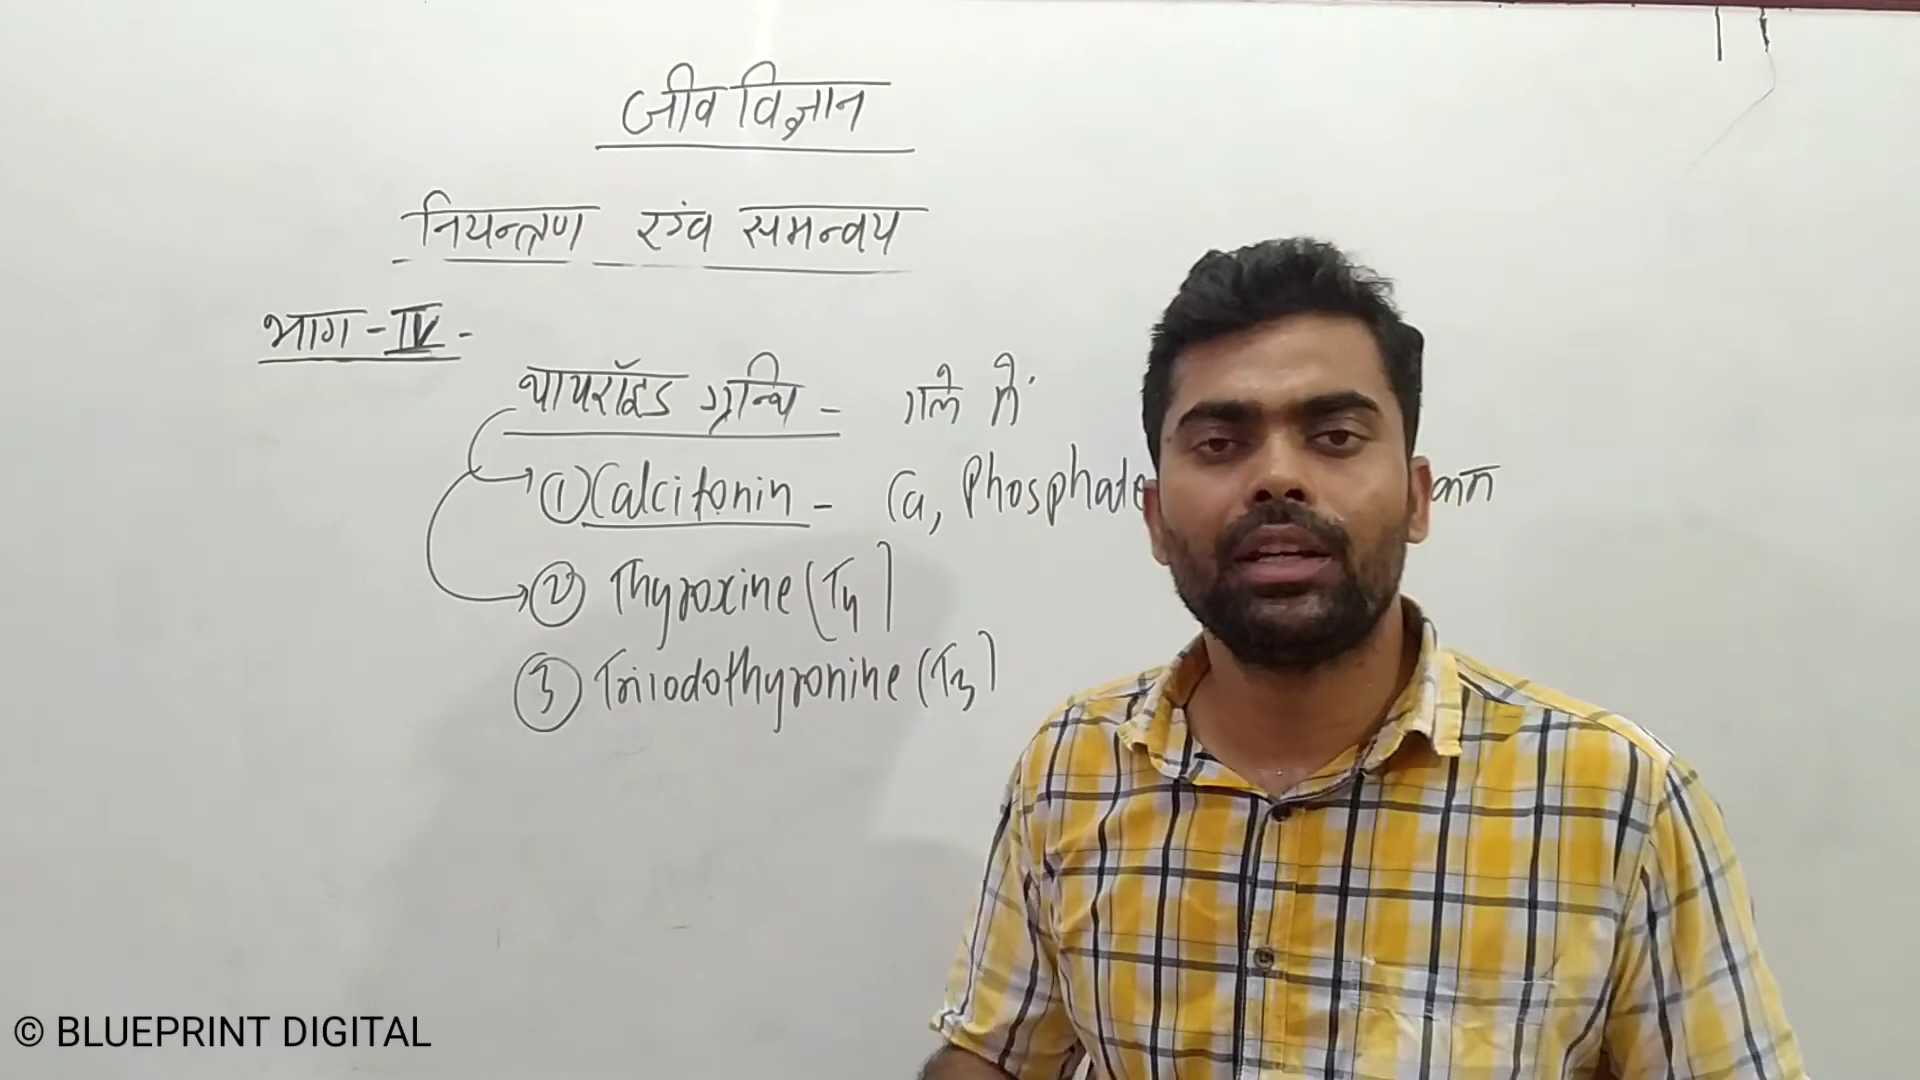 जीव विज्ञान
नियन्त्रण एवं समन्वय
भाग - IV -
थायरॉइड ग्रन्थि - गले में
① Calcitonin - Ca, Phosphate कम
② Thyroxine (T4)
③ Triiodothyronine (T3)
© BLUEPRINT DIGITAL